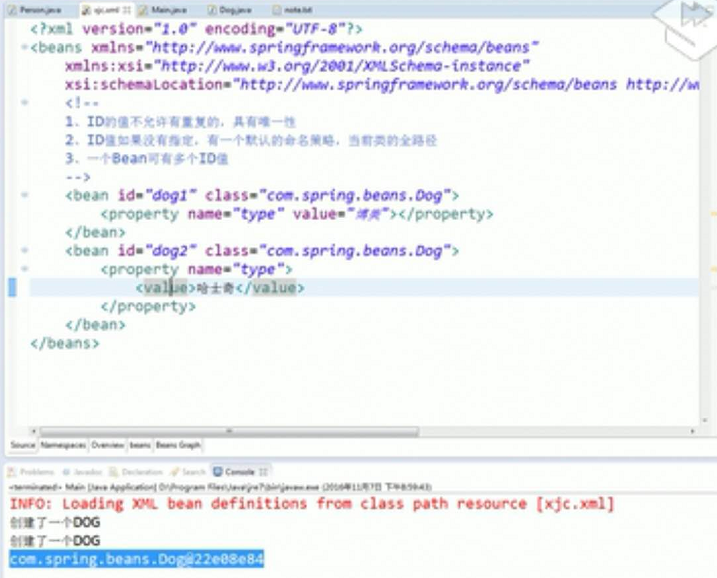 Person.java xjc.xml Main.java Dog.java note.txt
<?xml version="1.0" encoding="UTF-8"?>
<beans xmlns="http://www.springframework.org/schema/beans"
xmlns:xsi="http://www.w3.org/2001/XMLSchema-instance"
xsi:schemaLocation="http://www.springframework.org/schema/beans http://w
<!--
1、ID的值不允许有重复的，具有唯一性
2、ID值如果没有指定，有一个默认的命名策略，当前类的全路径
3、一个Bean可有多个ID值
-->
<bean id="dog1" class="com.spring.beans.Dog">
<property name="type" value="博美"></property>
</bean>
<bean id="dog2" class="com.spring.beans.Dog">
<property name="type">
<value>哈士奇</value>
</property>
</bean>
</beans>
Source Namespaces Overview beans Beans Graph
Problems Javadoc Declaration Search Console
<terminated> Main [Java Application] D:\Program Files\Java\jre7\bin\javaw.exe (2016年11月7日 下午8:59:43)
INFO: Loading XML bean definitions from class path resource [xjc.xml]
创建了一个DOG
创建了一个DOG
com.spring.beans.Dog@22e08e84